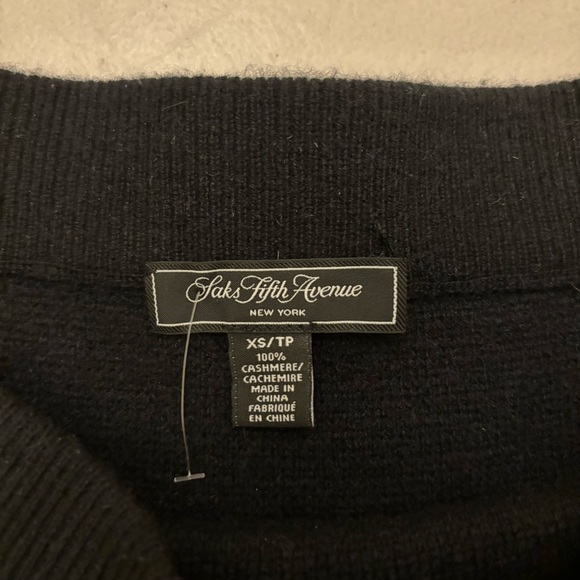 Saks Fifth Avenue
NEW YORK
XS/TP
100%
CASHMERE/
CACHEMIRE
MADE IN
CHINA
FABRIQUÉ
EN CHINE